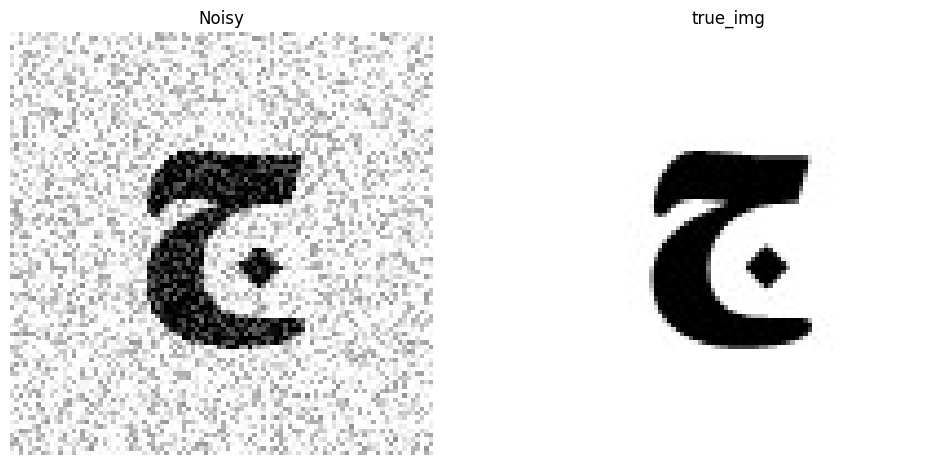 Noisy true_img
ج ج